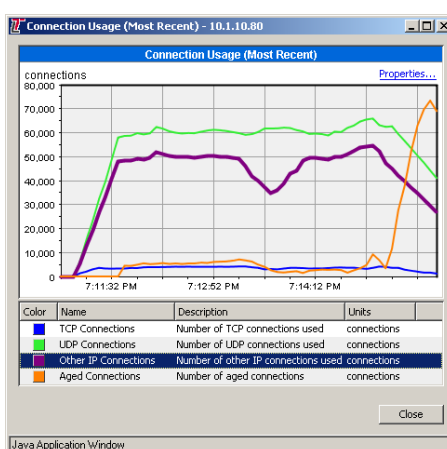 Connection Usage (Most Recent) - 10.1.10.80
Connection Usage (Most Recent)
connections
Properties...
80,000
70,000
60,000
50,000
40,000
30,000
20,000
10,000
0
7:11:32 PM 7:12:52 PM 7:14:12 PM
Color Name Description Units
TCP Connections Number of TCP connections used connections
UDP Connections Number of UDP connections used connections
Other IP Connections Number of other IP connections used connections
Aged Connections Number of aged connections connections
Close
Java Application Window